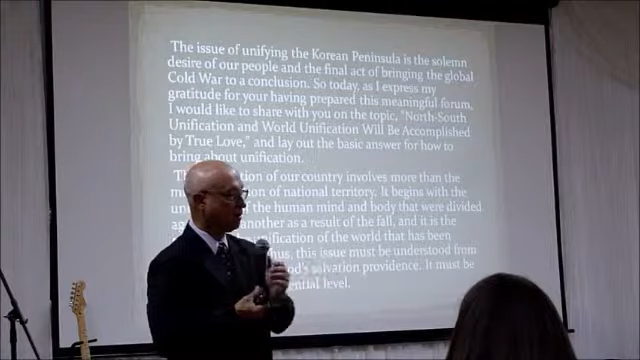 The issue of unifying the Korean Peninsula is the solemn
desire of our people and the final act of bringing the global
Cold War to a conclusion. So today, as I express my
gratitude for your having prepared this meaningful forum,
I would like to share with you on the topic, "North-South
Unification and World Unification Will Be Accomplished
by True Love," and lay out the basic answer for how to
bring about unification.
of our country involves more than the
of national territory. It begins with the
the human mind and body that were divided
as a result of the fall, and it is the
of the world that has been
this issue must be understood from
salvation providence. It must be
level.